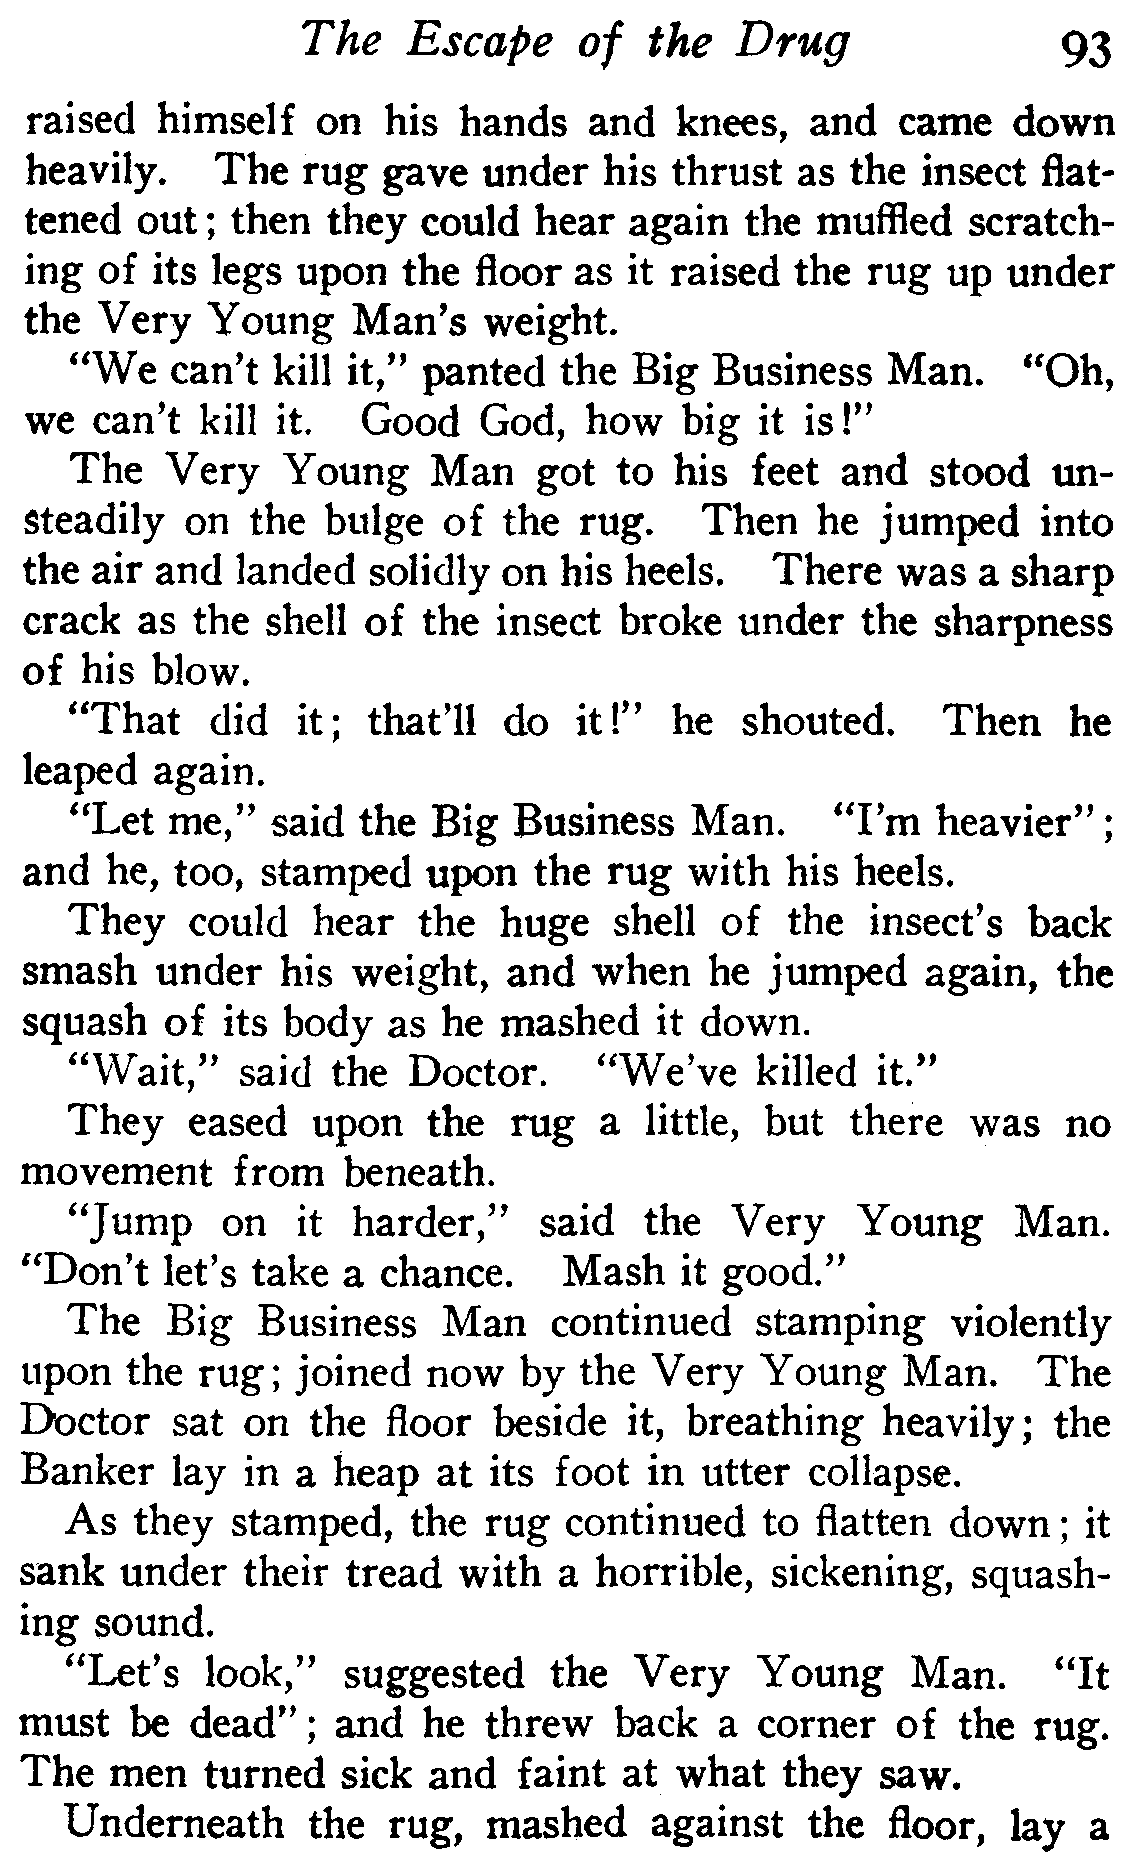 The Escape of the Drug 93
raised himself on his hands and knees, and came down
heavily. The rug gave under his thrust as the insect flat-
tened out; then they could hear again the muffled scratch-
ing of its legs upon the floor as it raised the rug up under
the Very Young Man's weight.
"We can't kill it," panted the Big Business Man. "Oh,
we can't kill it. Good God, how big it is!"
The Very Young Man got to his feet and stood un-
steadily on the bulge of the rug. Then he jumped into
the air and landed solidly on his heels. There was a sharp
crack as the shell of the insect broke under the sharpness
of his blow.
"That did it; that'll do it!" he shouted. Then he
leaped again.
"Let me," said the Big Business Man. "I'm heavier";
and he, too, stamped upon the rug with his heels.
They could hear the huge shell of the insect's back
smash under his weight, and when he jumped again, the
squash of its body as he mashed it down.
"Wait," said the Doctor. "We've killed it."
They eased upon the rug a little, but there was no
movement from beneath.
"Jump on it harder," said the Very Young Man.
"Don't let's take a chance. Mash it good."
The Big Business Man continued stamping violently
upon the rug; joined now by the Very Young Man. The
Doctor sat on the floor beside it, breathing heavily; the
Banker lay in a heap at its foot in utter collapse.
As they stamped, the rug continued to flatten down; it
sank under their tread with a horrible, sickening, squash-
ing sound.
"Let's look," suggested the Very Young Man. "It
must be dead"; and he threw back a corner of the rug.
The men turned sick and faint at what they saw.
Underneath the rug, mashed against the floor, lay a